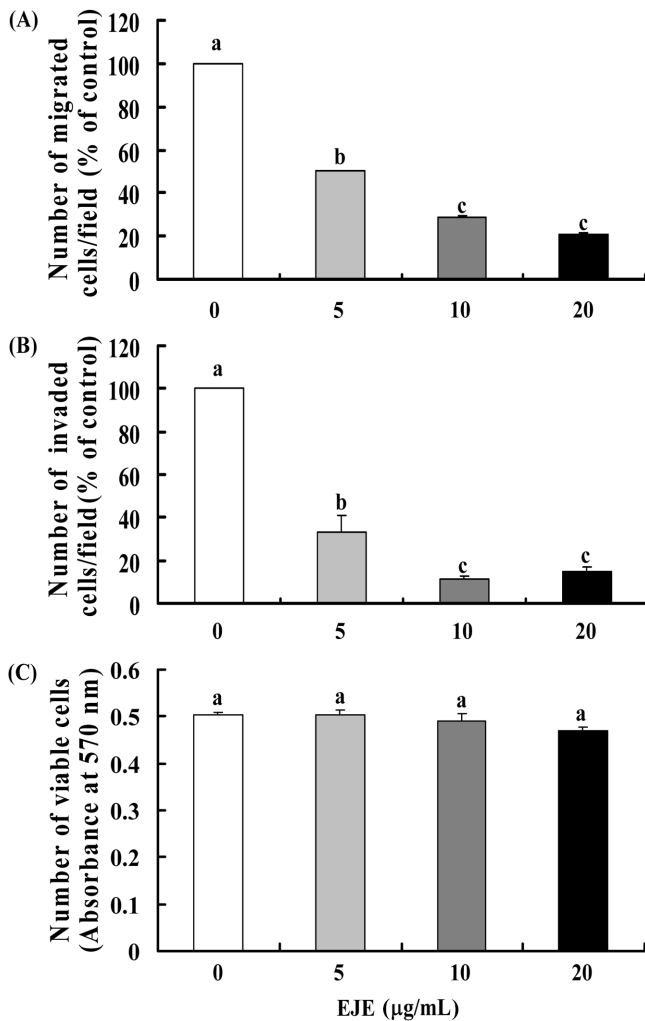 (A)
Number of migrated
cells/field (% of control)
120
100
80
60
40
20
0
a
b
c
c
0 5 10 20
(B)
Number of invaded
cells/field (% of control)
120
100
80
60
40
20
0
a
b
c
c
0 5 10 20
(C)
Number of viable cells
(Absorbance at 570 nm)
0.6
0.5
0.4
0.3
0.2
0.1
0
a
a
a
a
0 5 10 20
EJE (μg/mL)